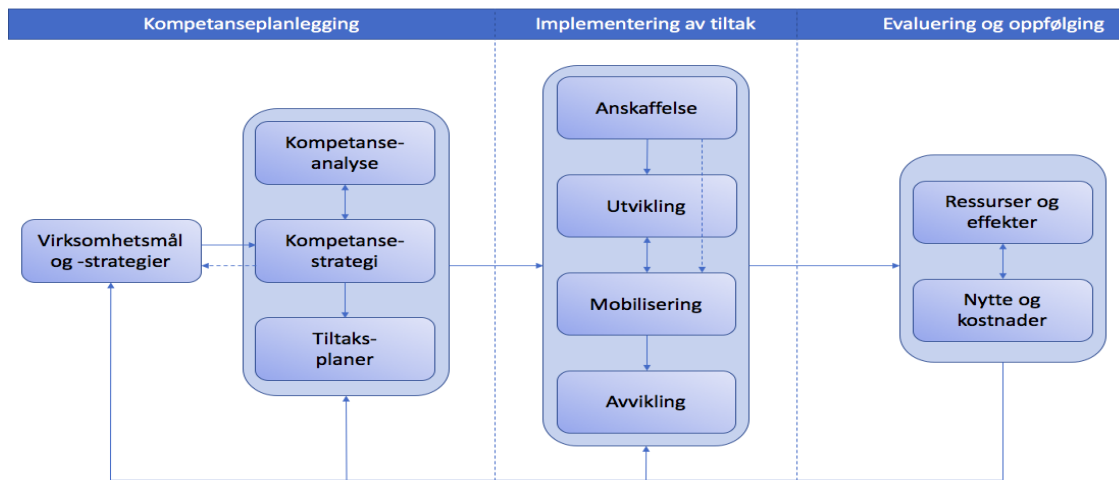 Kompetanseplanlegging
Implementering av tiltak
Evaluering og oppfølging
Virksomhetsmål
og -strategier
Kompetanse-
analyse
Kompetanse-
strategi
Tiltaks-
planer
Anskaffelse
Utvikling
Mobilisering
Avvikling
Ressurser og
effekter
Nytte og
kostnader